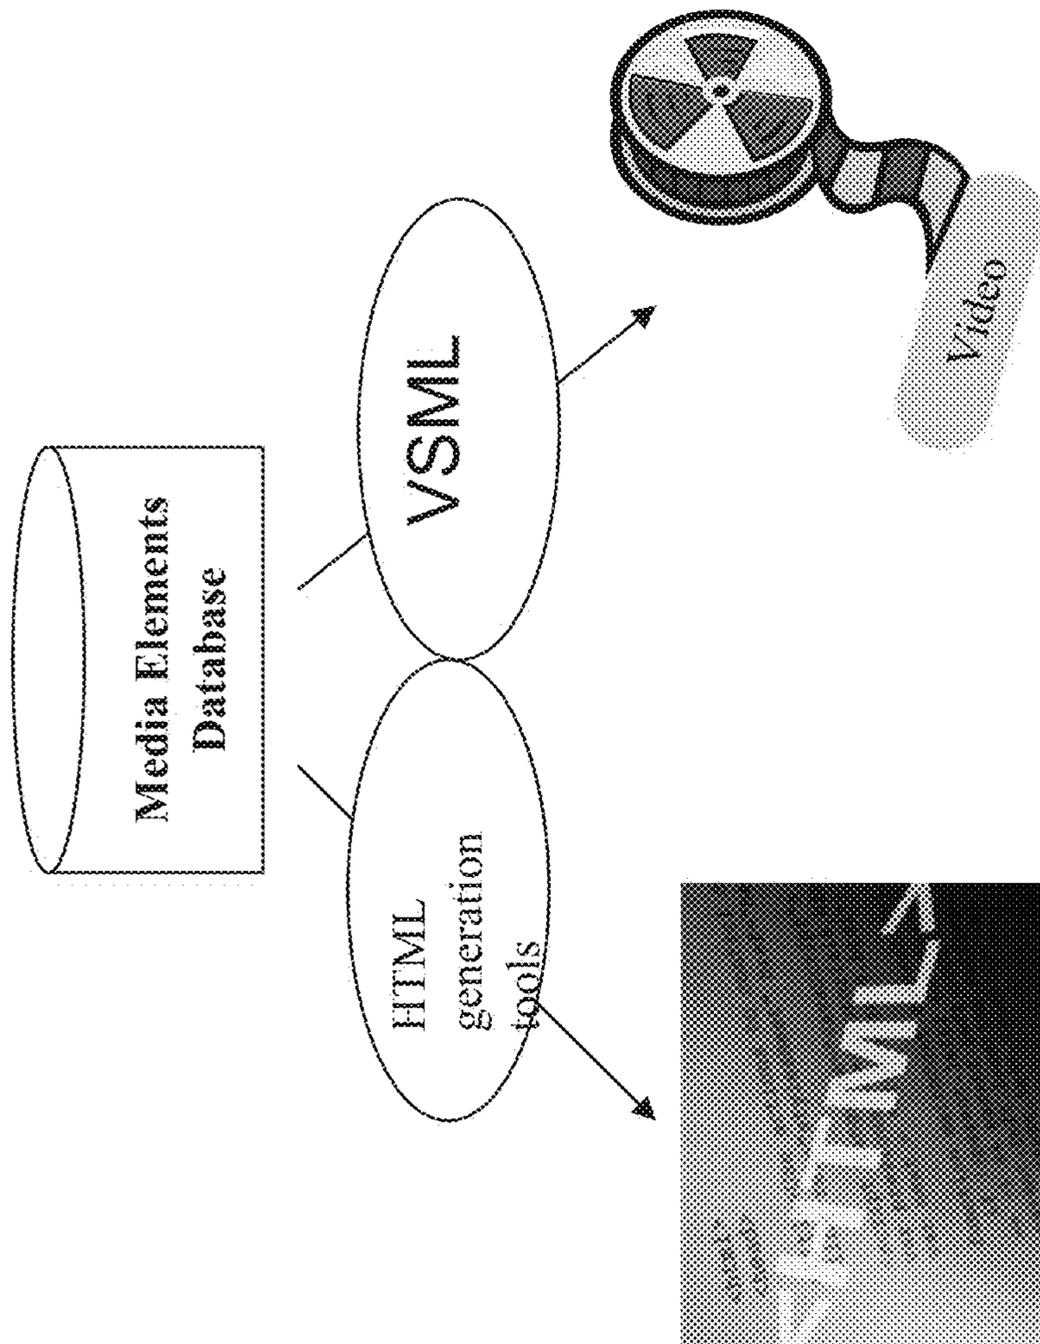 Media Elements
Database
HTML
generation
tools
VSML
<HTML>
Video